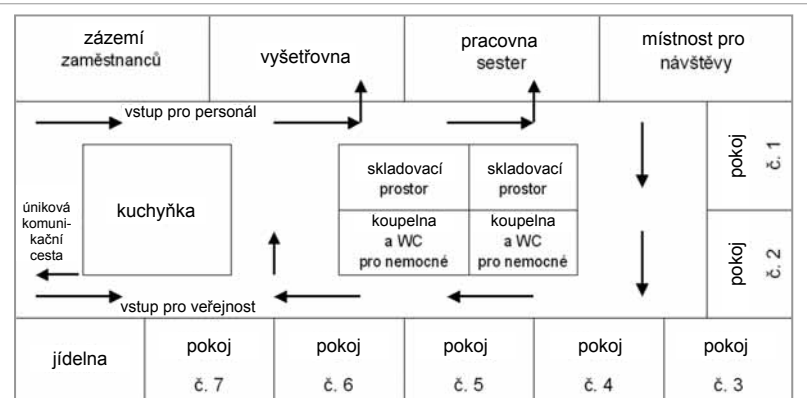 zázemí
zaměstnanců
vyšetřovna
pracovna
sester
místnost pro
návštěvy
vstup pro personál
pokoj
č. 1
kuchyňka
skladovací
prostor
skladovací
prostor
koupelna
a WC
pro nemocné
koupelna
a WC
pro nemocné
úniková
komuni-
kační
cesta
pokoj
č. 2
vstup pro veřejnost
jídelna
pokoj
č. 7
pokoj
č. 6
pokoj
č. 5
pokoj
č. 4
pokoj
č. 3